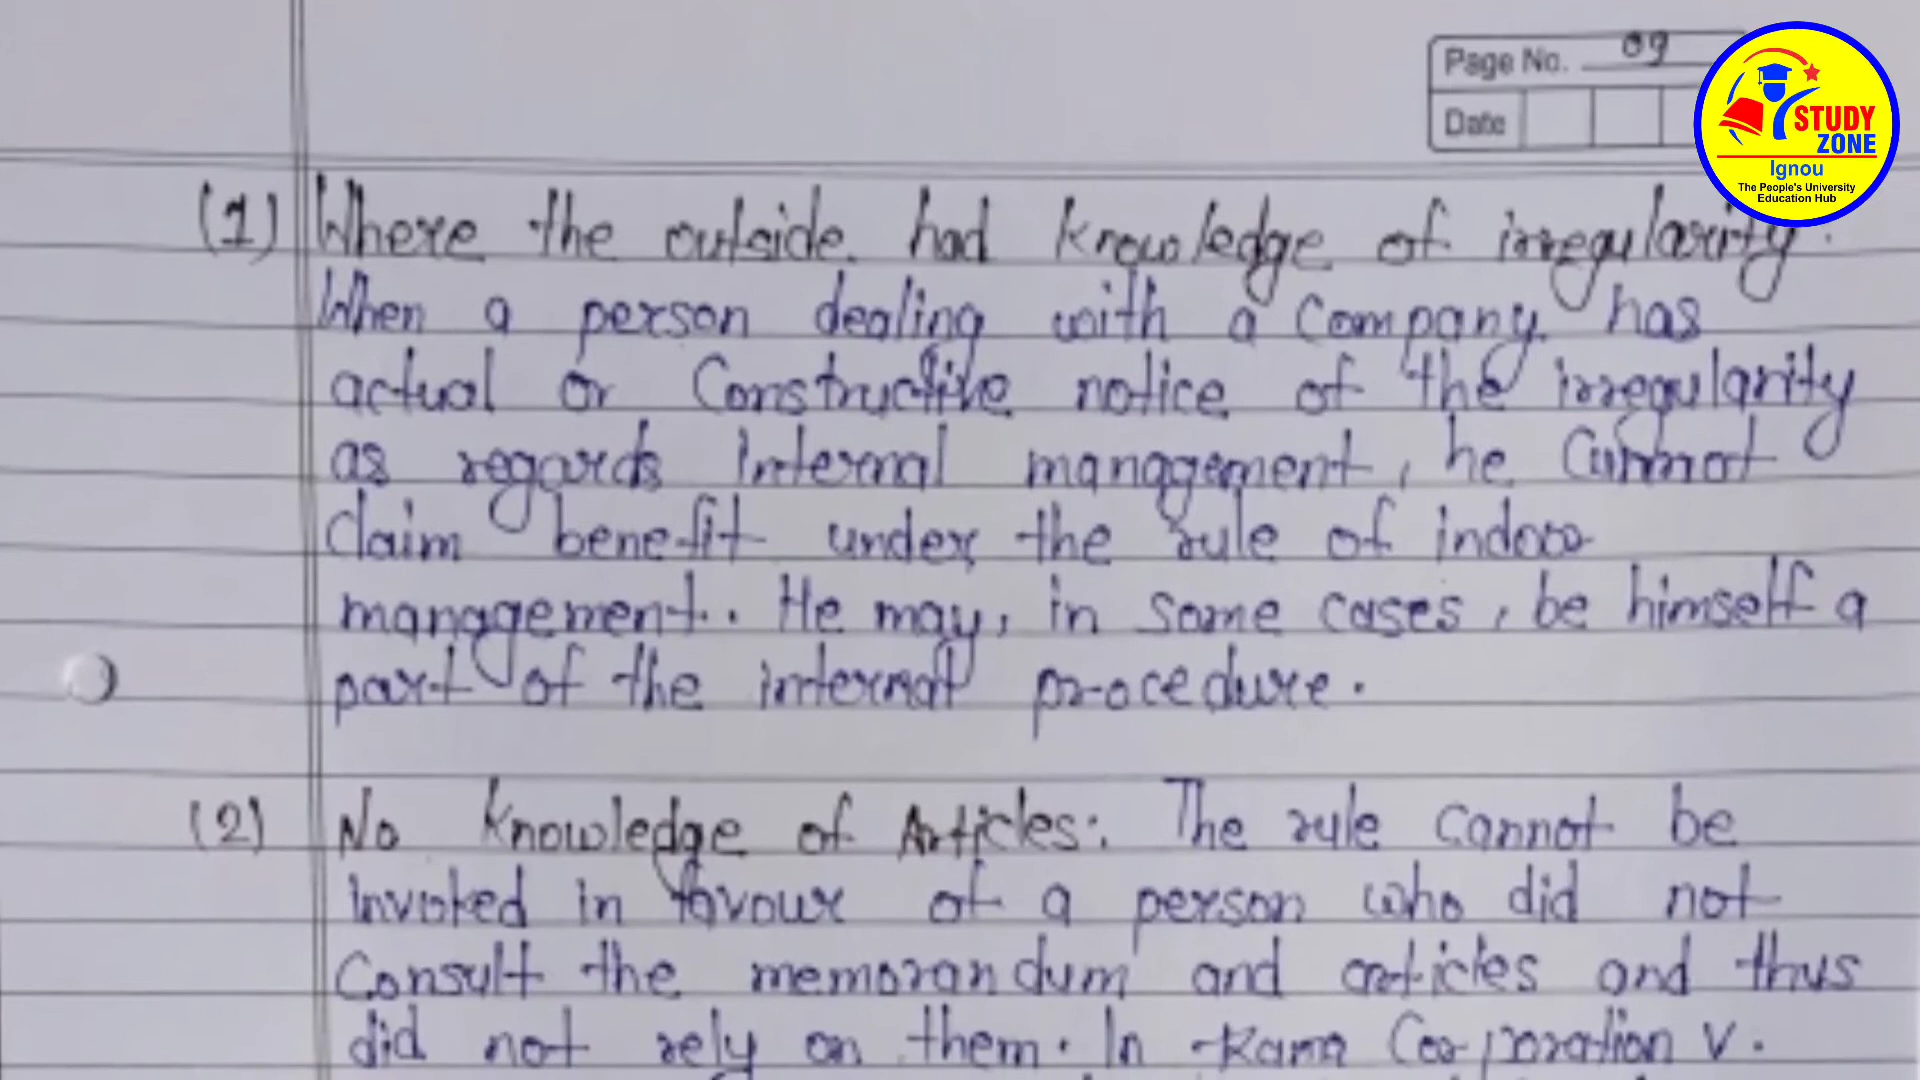 Page No. 09
Date
STUDY
ZONE
Ignou
The People's University
Education Hub
(1) Where the outside had knowledge of irregularity.
When a person dealing with a Company has
actual or Constructive notice of the irregularity
as regards internal management, he Cannot
Claim benefit under the rule of indoor
management. He may, in some cases, be himself a
part of the internal procedure.
(2) No knowledge of Articles: The rule cannot be
invoked in favour of a person who did not
Consult the memorandum and articles and thus
did not rely on them. In Rama Corporation V.